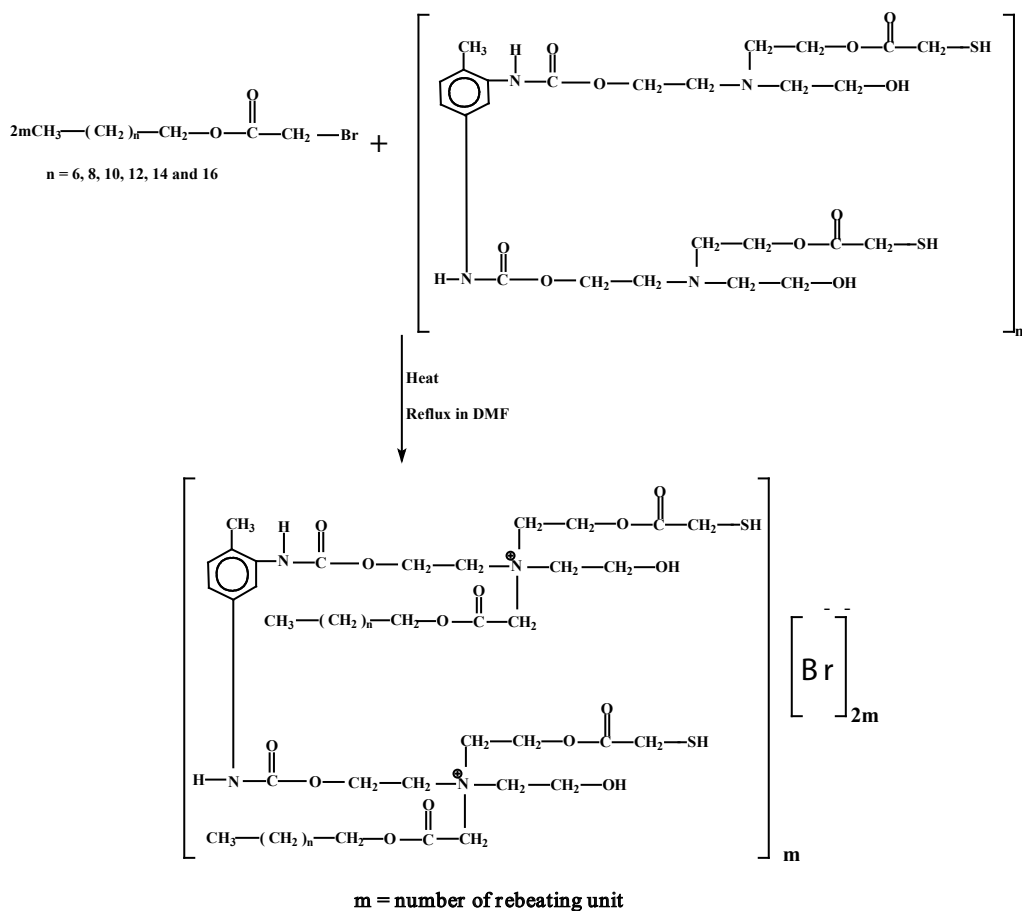 CH2—CH2—O—C—CH2—SH
O
CH3
H
O
N—C—O—CH2—CH2—N—CH2—CH2—OH
O
2mCH3—(CH2)n—CH2—O—C—CH2—Br
+
n = 6, 8, 10, 12, 14 and 16
O
CH2—CH2—O—C—CH2—SH
O
H—N—C—O—CH2—CH2—N—CH2—CH2—OH
n
Heat
Reflux in DMF
O
CH2—CH2—O—C—CH2—SH
CH3
H
O
N—C—O—CH2—CH2—N—CH2—CH2—OH
⊕
O
CH3—(CH2)n—CH2—O—C—CH2
- -
Br
2m
O
CH2—CH2—O—C—CH2—SH
O
⊕
H—N—C—O—CH2—CH2—N—CH2—CH2—OH
O
CH3—(CH2)n—CH2—O—C—CH2
m
m = number of rebeating unit